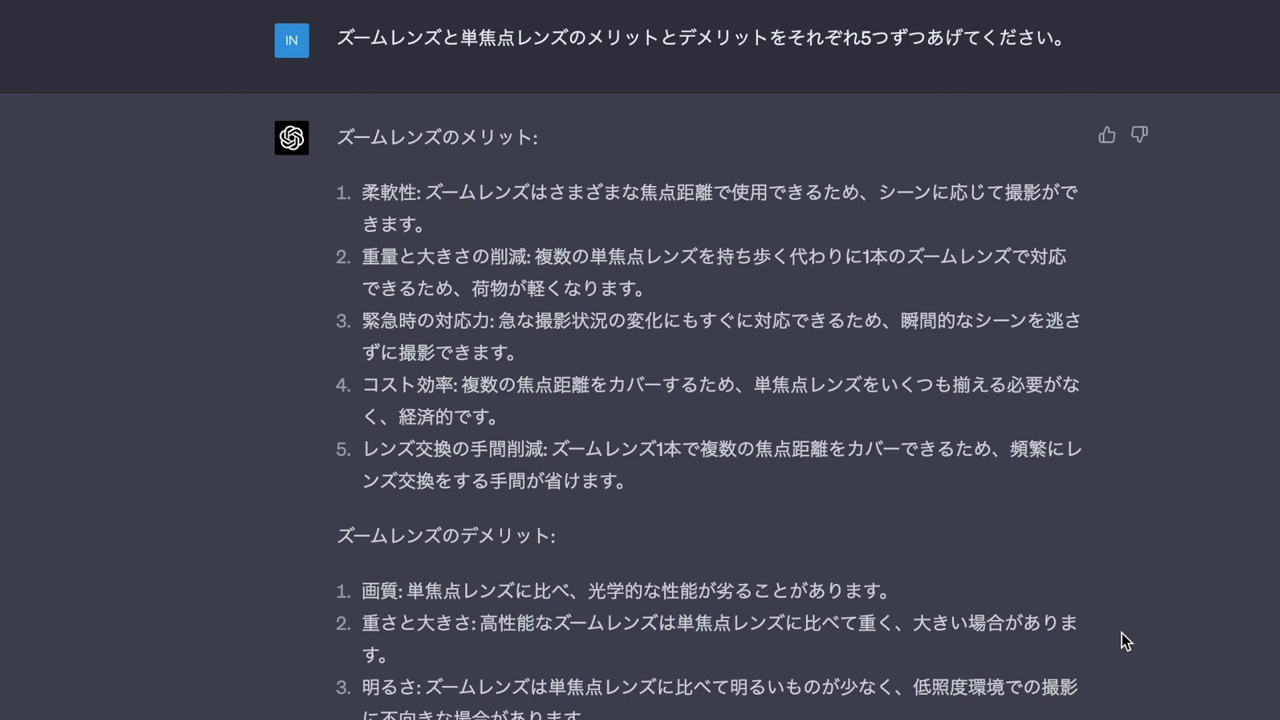 IN
ズームレンズと単焦点レンズのメリットとデメリットをそれぞれ5つずつあげてください。
ズームレンズのメリット:
1. 柔軟性: ズームレンズはさまざまな焦点距離で使用できるため、シーンに応じて撮影がで
きます。
2. 重量と大きさの削減: 複数の単焦点レンズを持ち歩く代わりに1本のズームレンズで対応
できるため、荷物が軽くなります。
3. 緊急時の対応力: 急な撮影状況の変化にもすぐに対応できるため、瞬間的なシーンを逃さ
ずに撮影できます。
4. コスト効率: 複数の焦点距離をカバーするため、単焦点レンズをいくつも揃える必要がな
く、経済的です。
5. レンズ交換の手間削減: ズームレンズ1本で複数の焦点距離をカバーできるため、頻繁にレ
ンズ交換をする手間が省けます。
ズームレンズのデメリット:
1. 画質: 単焦点レンズに比べ、光学的な性能が劣ることがあります。
2. 重さと大きさ: 高性能なズームレンズは単焦点レンズに比べて重く、大きい場合がありま
す。
3. 明るさ: ズームレンズは単焦点レンズに比べて明るいものが少なく、低照度環境での撮影
に不向きな場合があります。